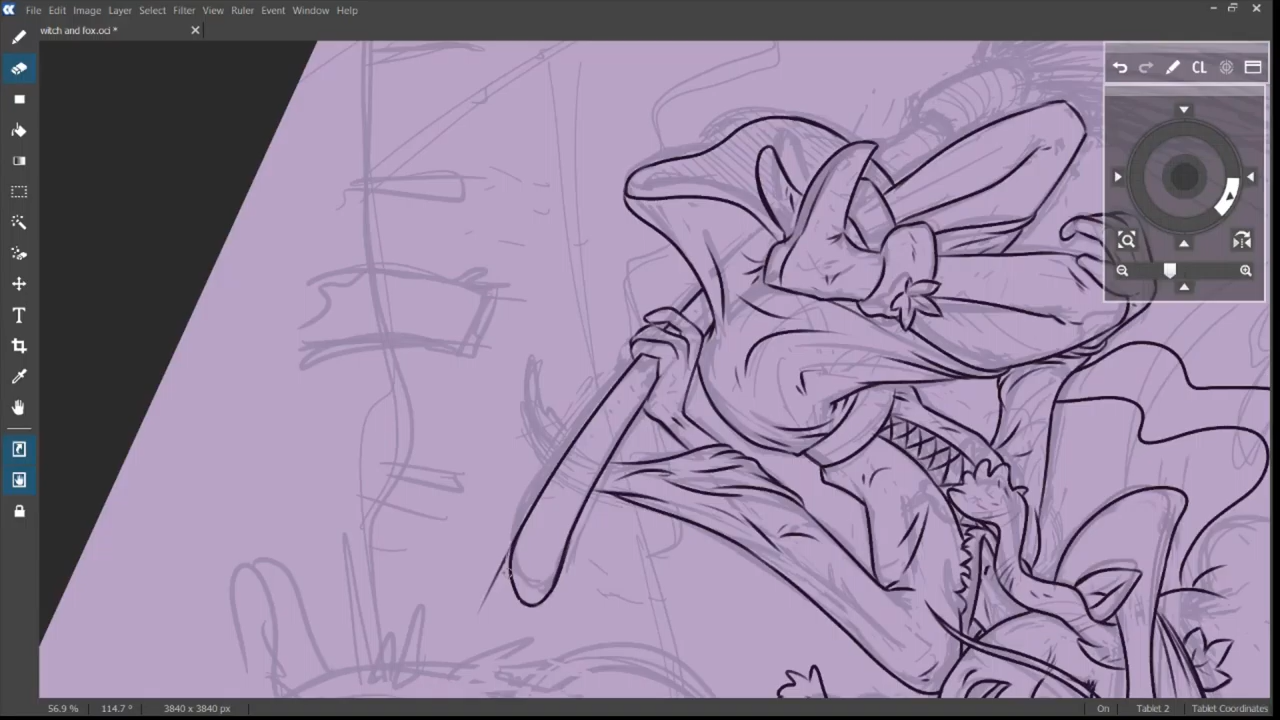 File Edit Image Layer Select Filter View Ruler Event Window Help
witch and fox.oci *
CL
56.9 % 114.7 ° 3840 x 3840 px On Tablet 2 Tablet Coordinates